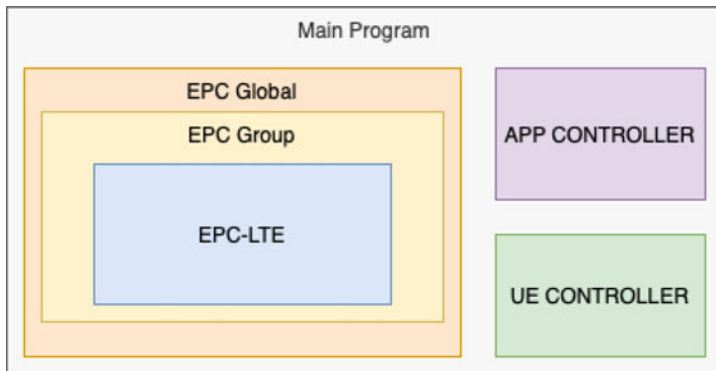 Main Program
EPC Global
EPC Group
EPC-LTE
APP CONTROLLER
UE CONTROLLER